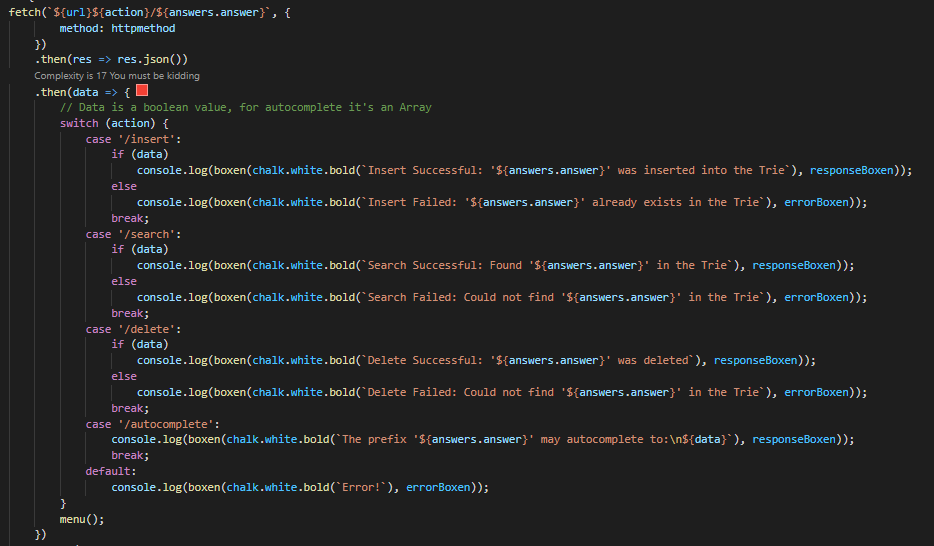 fetch(`${url}${action}/${answers.answer}`, {
method: httpmethod
})
.then(res => res.json())
Complexity is 17 You must be kidding
.then(data => {
// Data is a boolean value, for autocomplete it's an Array
switch (action) {
case '/insert':
if (data)
console.log(boxen(chalk.white.bold(`Insert Successful: '${answers.answer}' was inserted into the Trie`), responseBoxen));
else
console.log(boxen(chalk.white.bold(`Insert Failed: '${answers.answer}' already exists in the Trie`), errorBoxen));
break;
case '/search':
if (data)
console.log(boxen(chalk.white.bold(`Search Successful: Found '${answers.answer}' in the Trie`), responseBoxen));
else
console.log(boxen(chalk.white.bold(`Search Failed: Could not find '${answers.answer}' in the Trie`), errorBoxen));
break;
case '/delete':
if (data)
console.log(boxen(chalk.white.bold(`Delete Successful: '${answers.answer}' was deleted`), responseBoxen));
else
console.log(boxen(chalk.white.bold(`Delete Failed: Could not find '${answers.answer}' in the Trie`), errorBoxen));
break;
case '/autocomplete':
console.log(boxen(chalk.white.bold(`The prefix '${answers.answer}' may autocomplete to:\n${data}`), responseBoxen));
break;
default:
console.log(boxen(chalk.white.bold(`Error!`), errorBoxen));
}
menu();
})